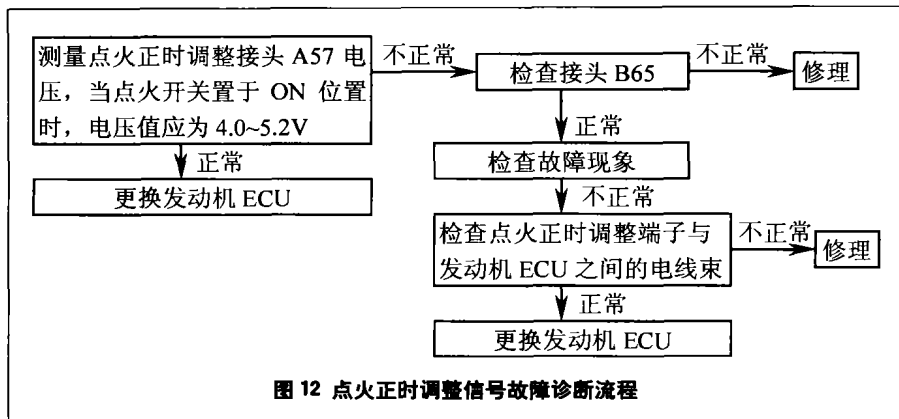 测量点火正时调整接头 A57 电
压，当点火开关置于 ON 位置
时，电压值应为 4.0~5.2V
不正常
检查接头 B65
不正常
修理
正常
更换发动机 ECU
正常
检查故障现象
不正常
检查点火正时调整端子与
发动机 ECU 之间的电线束
不正常
修理
正常
更换发动机 ECU
图 12 点火正时调整信号故障诊断流程